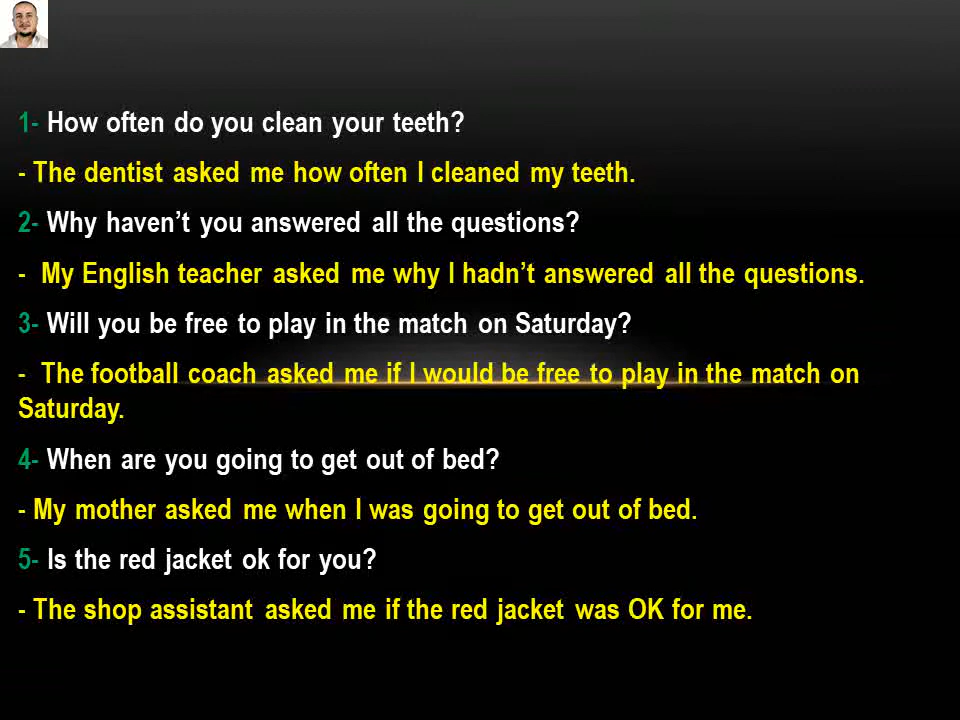 1- How often do you clean your teeth?
- The dentist asked me how often I cleaned my teeth.
2- Why haven’t you answered all the questions?
- My English teacher asked me why I hadn’t answered all the questions.
3- Will you be free to play in the match on Saturday?
- The football coach asked me if I would be free to play in the match on
Saturday.
4- When are you going to get out of bed?
- My mother asked me when I was going to get out of bed.
5- Is the red jacket ok for you?
- The shop assistant asked me if the red jacket was OK for me.